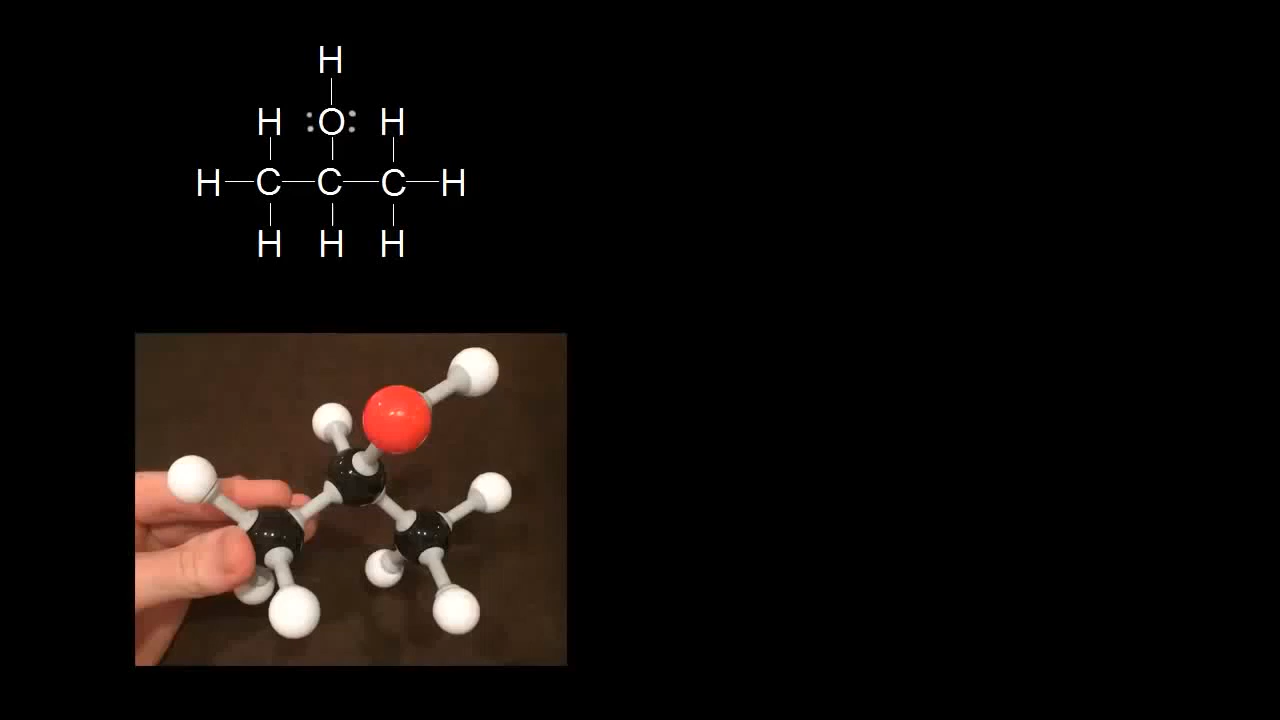 H
H :O: H
H—C—C—C—H
H H H